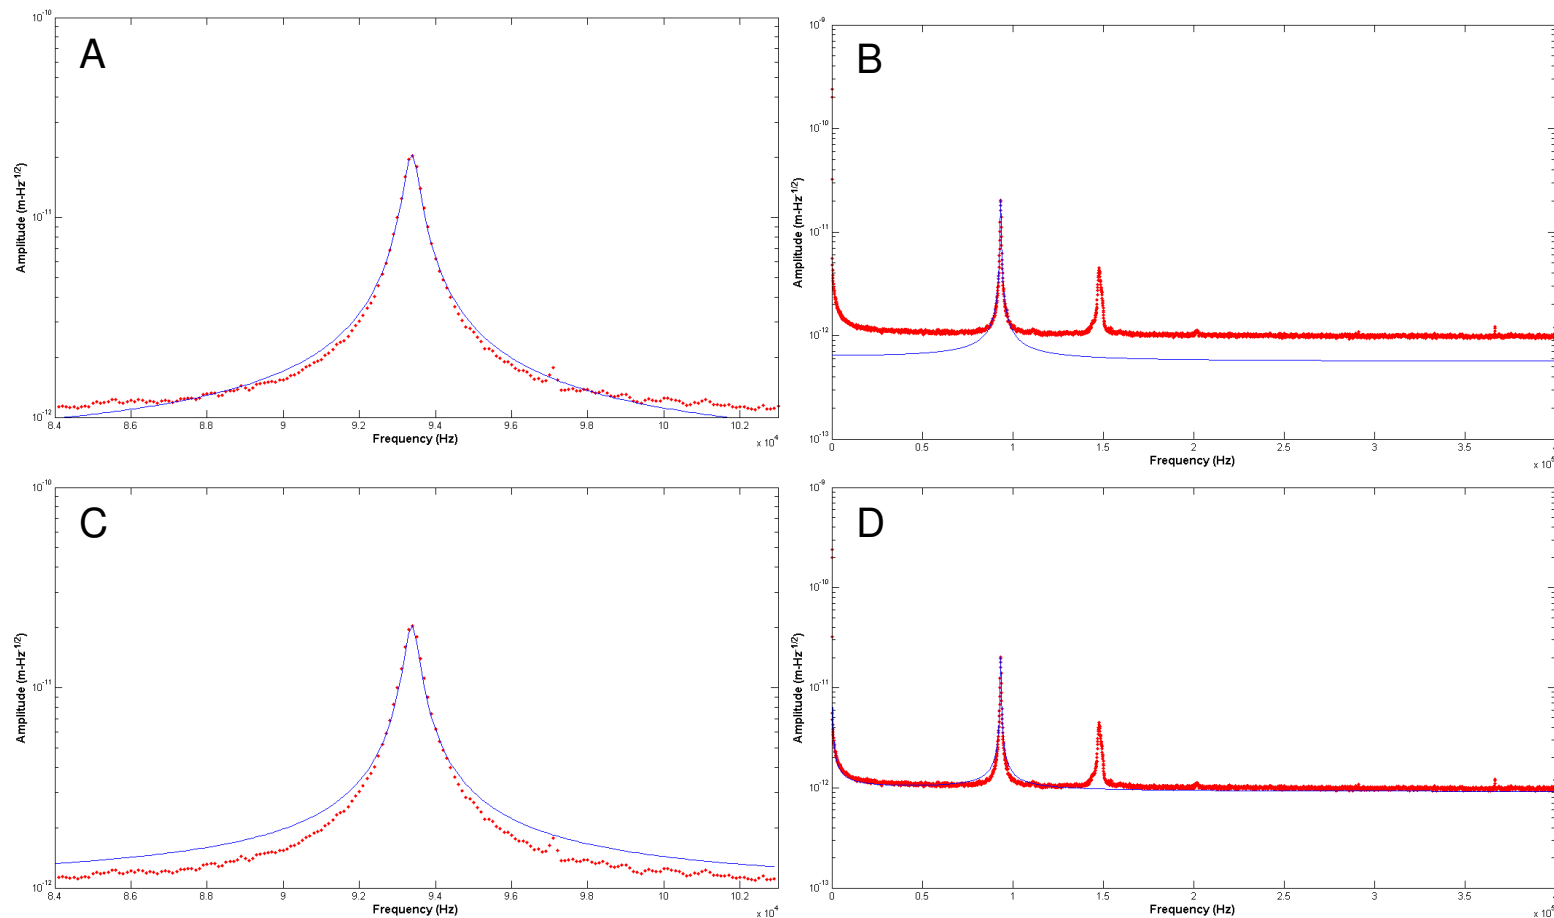 A
10^-10
10^-11
10^-12
Amplitude (m-Hz^-1/2)
8.4 8.6 8.8 9 9.2 9.4 9.6 9.8 10 10.2
Frequency (Hz)
x 10^4
B
10^-9
10^-10
10^-11
10^-12
10^-13
Amplitude (m-Hz^-1/2)
0 0.5 1 1.5 2 2.5 3 3.5
Frequency (Hz)
C
10^-10
10^-11
10^-12
Amplitude (m-Hz^-1/2)
8.4 8.6 8.8 9 9.2 9.4 9.6 9.8 10 10.2
Frequency (Hz)
x 10^4
D
10^-9
10^-10
10^-11
10^-12
10^-13
Amplitude (m-Hz^-1/2)
0 0.5 1 1.5 2 2.5 3 3.5
Frequency (Hz)